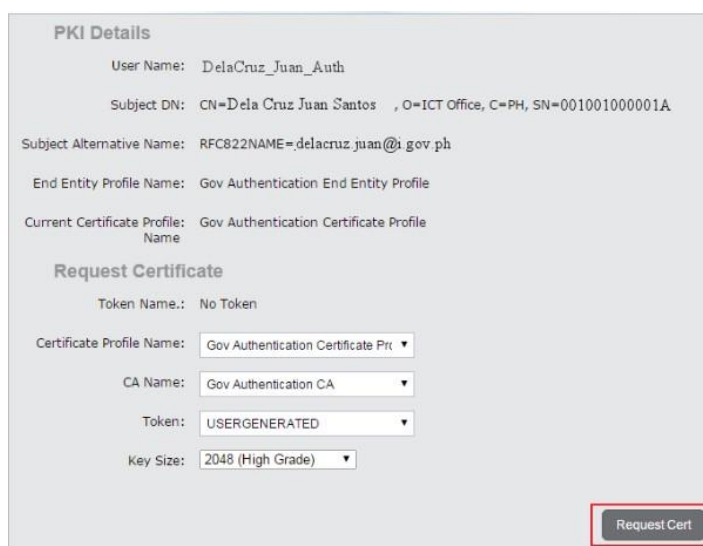 PKI Details
User Name: DelaCruz_Juan_Auth
Subject DN: CN=Dela Cruz Juan Santos , O=ICT Office, C=PH, SN=001001000001A
Subject Alternative Name: RFC822NAME=.delacruz.juan@i.gov.ph
End Entity Profile Name: Gov Authentication End Entity Profile
Current Certificate Profile: Gov Authentication Certificate Profile
Name
Request Certificate
Token Name.: No Token
Certificate Profile Name: Gov Authentication Certificate Prc
CA Name: Gov Authentication CA
Token: USERGENERATED
Key Size: 2048 (High Grade)
Request Cert